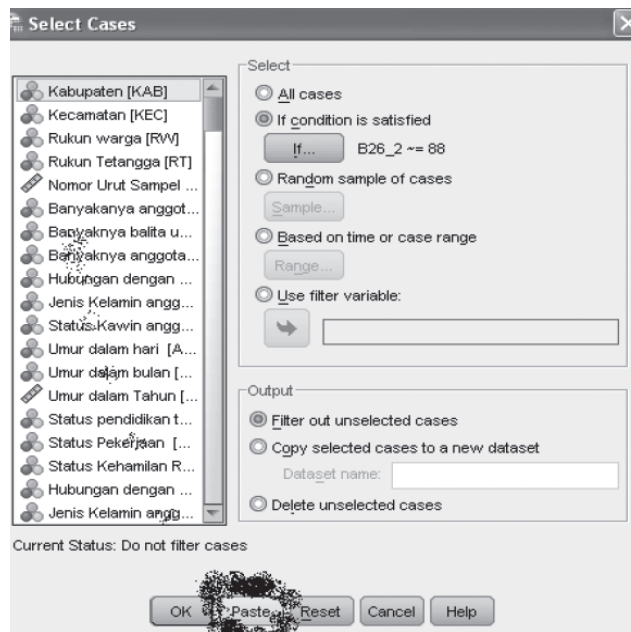 Select Cases
Kabupaten [KAB]
Kecamatan [KEC]
Rukun warga [RW]
Rukun Tetangga [RT]
Nomor Urut Sampel ...
Banyakanya anggot...
Banyaknya balita u...
Banyaknya anggota...
Hubungan dengan ...
Jenis Kelamin angg...
Status Kawin angg...
Umur dalam hari [A...
Umur dalam bulan [...
Umur dalam Tahun [...
Status pendidikan t...
Status Pekerjaan [...
Status Kehamilan R...
Hubungan dengan ...
Jenis Kelamin angg...
Select
All cases
If condition is satisfied
If... B26_2 ~= 88
Random sample of cases
Sample...
Based on time or case range
Range...
Use filter variable:
Output
Filter out unselected cases
Copy selected cases to a new dataset
Dataset name:
Delete unselected cases
Current Status: Do not filter cases
OK Paste Reset Cancel Help